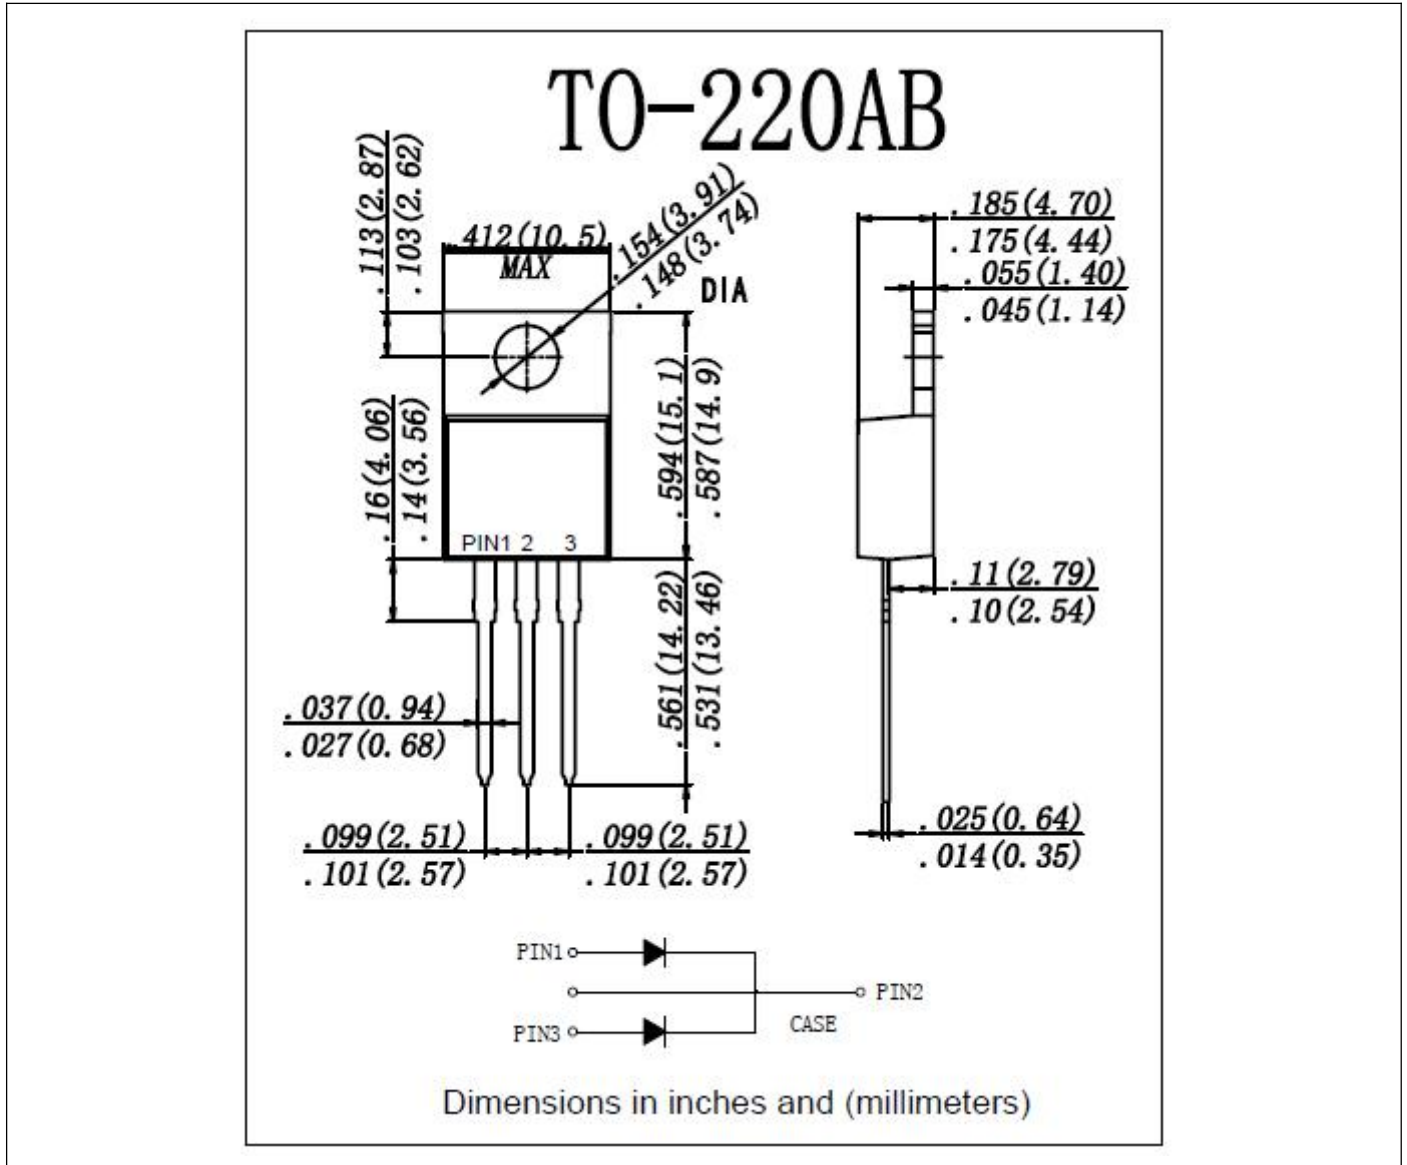 TO-220AB
.113(2.87)
.103(2.62)
.412(10.5)
MAX
.154(3.91)
.148(3.74)
DIA
.185(4.70)
.175(4.44)
.055(1.40)
.045(1.14)
.16(4.06)
.14(3.56)
.594(15.1)
.587(14.9)
PIN1 2 3
.11(2.79)
.10(2.54)
.561(14.22)
.531(13.46)
.037(0.94)
.027(0.68)
.099(2.51)
.101(2.57)
.099(2.51)
.101(2.57)
.025(0.64)
.014(0.35)
PIN1
PIN2
PIN3
CASE
Dimensions in inches and (millimeters)